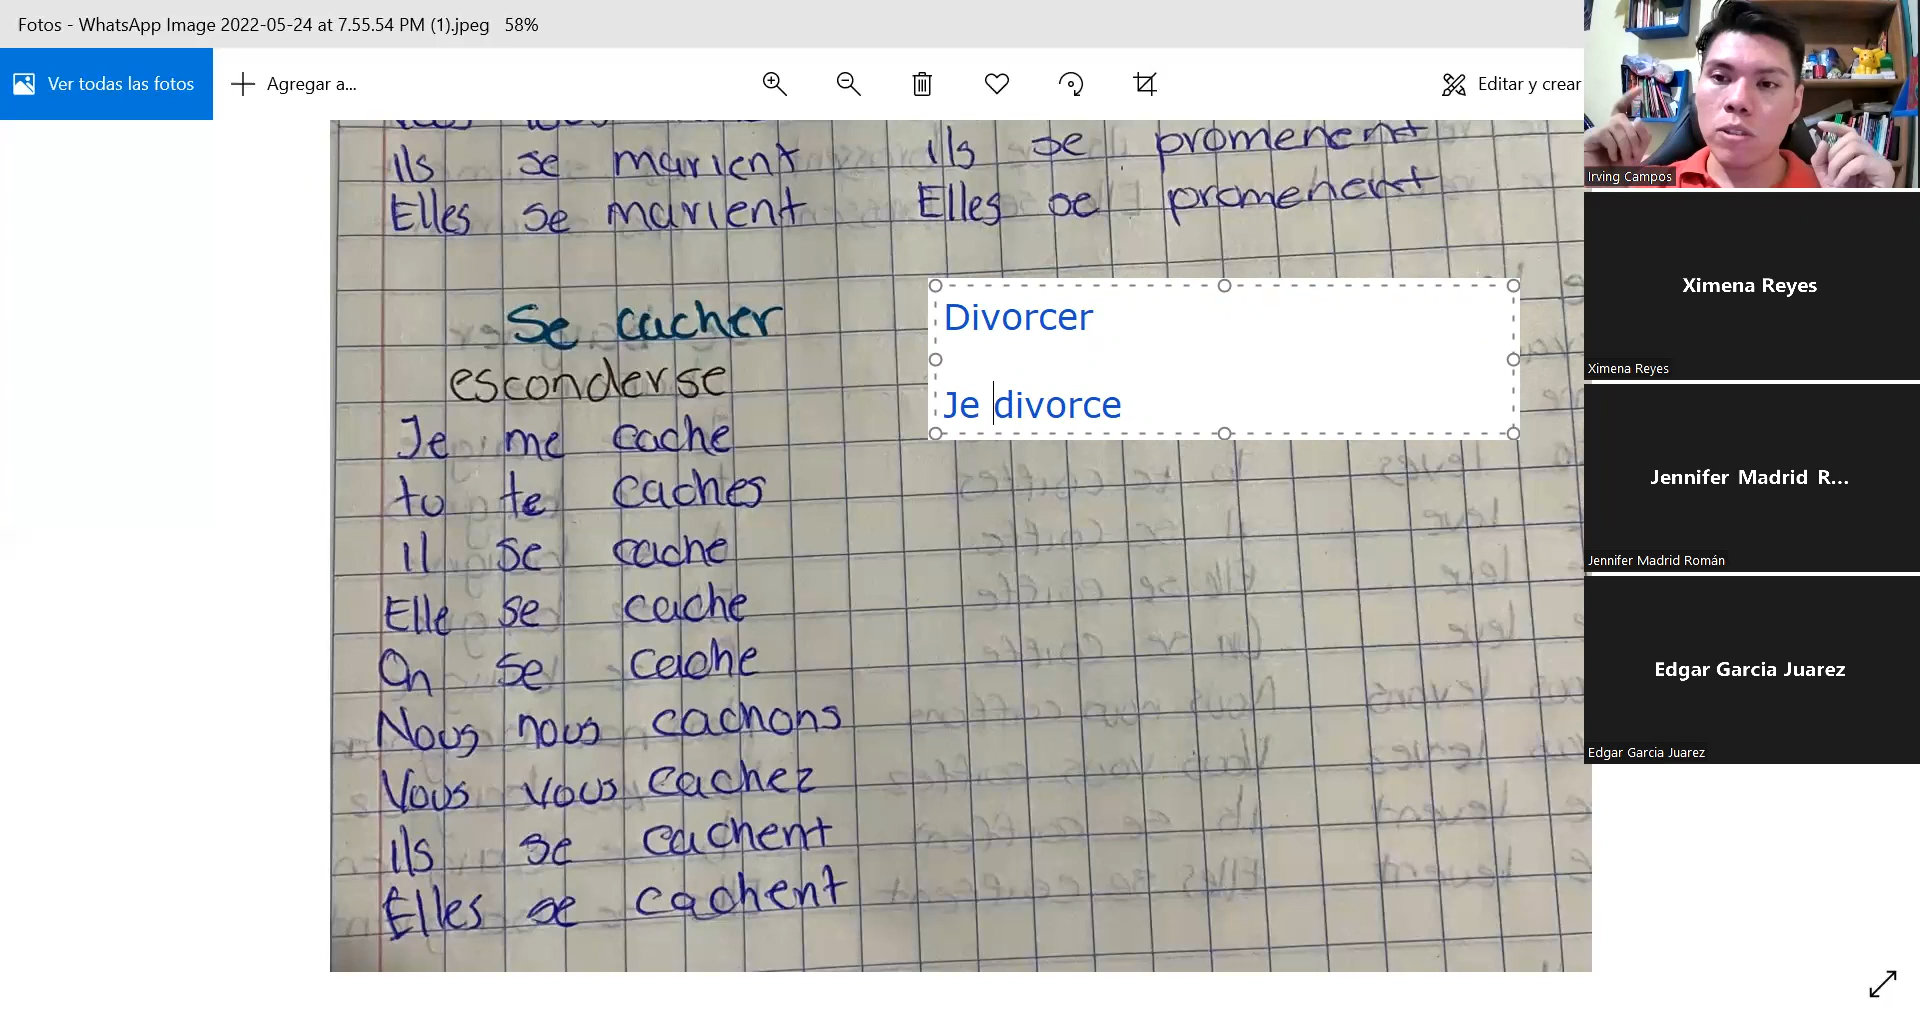 Fotos - WhatsApp Image 2022-05-24 at 7.55.54 PM (1).jpeg 58%
Ver todas las fotos
Agregar a...
Editar y crear
Ils se marient
Elles se marient
Ils se promenent
Elles se promenent
Se cacher
esconderse
Je me cache
tu te caches
Il se cache
Elle se cache
On se cache
Nous nous cachons
Vous vous cachez
ils se cachent
Elles se cachent
Divorcer
Je divorce
Irving Campos
Ximena Reyes
Ximena Reyes
Jennifer Madrid R...
Jennifer Madrid Román
Edgar Garcia Juarez
Edgar Garcia Juarez